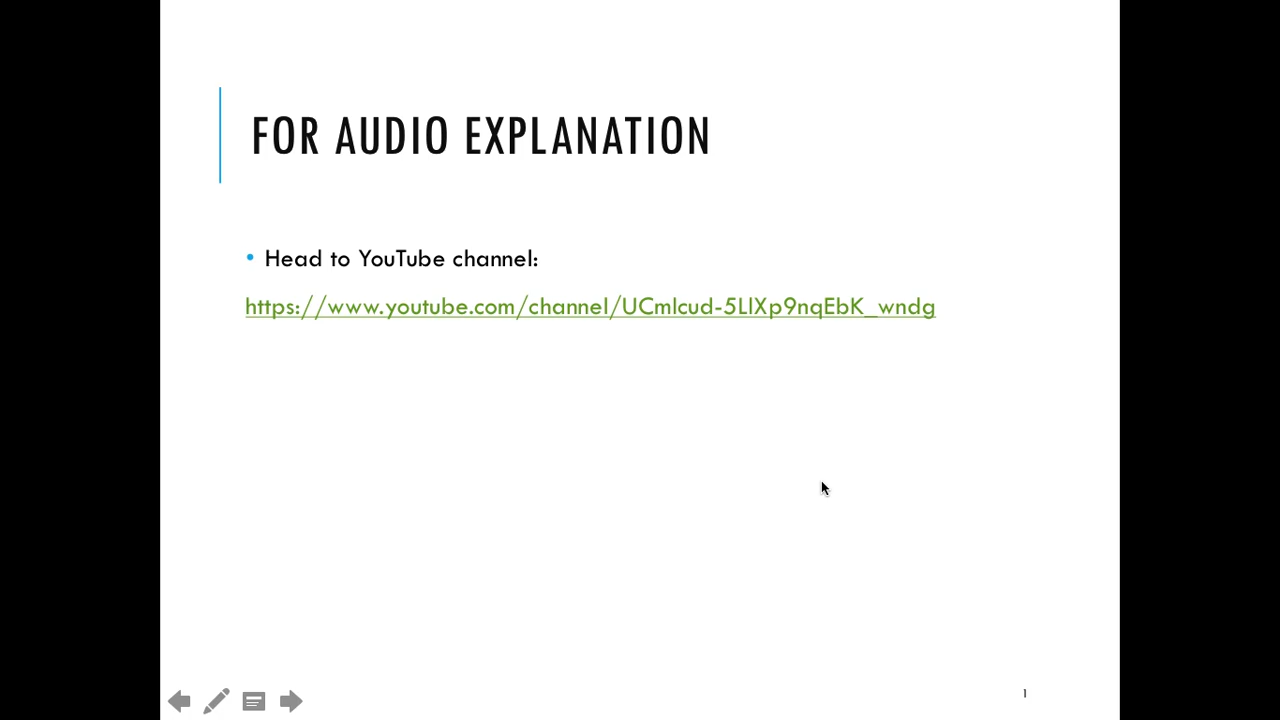 FOR AUDIO EXPLANATION
• Head to YouTube channel:
https://www.youtube.com/channel/UCmlcud-5LlXp9nqEbK_wndg
1